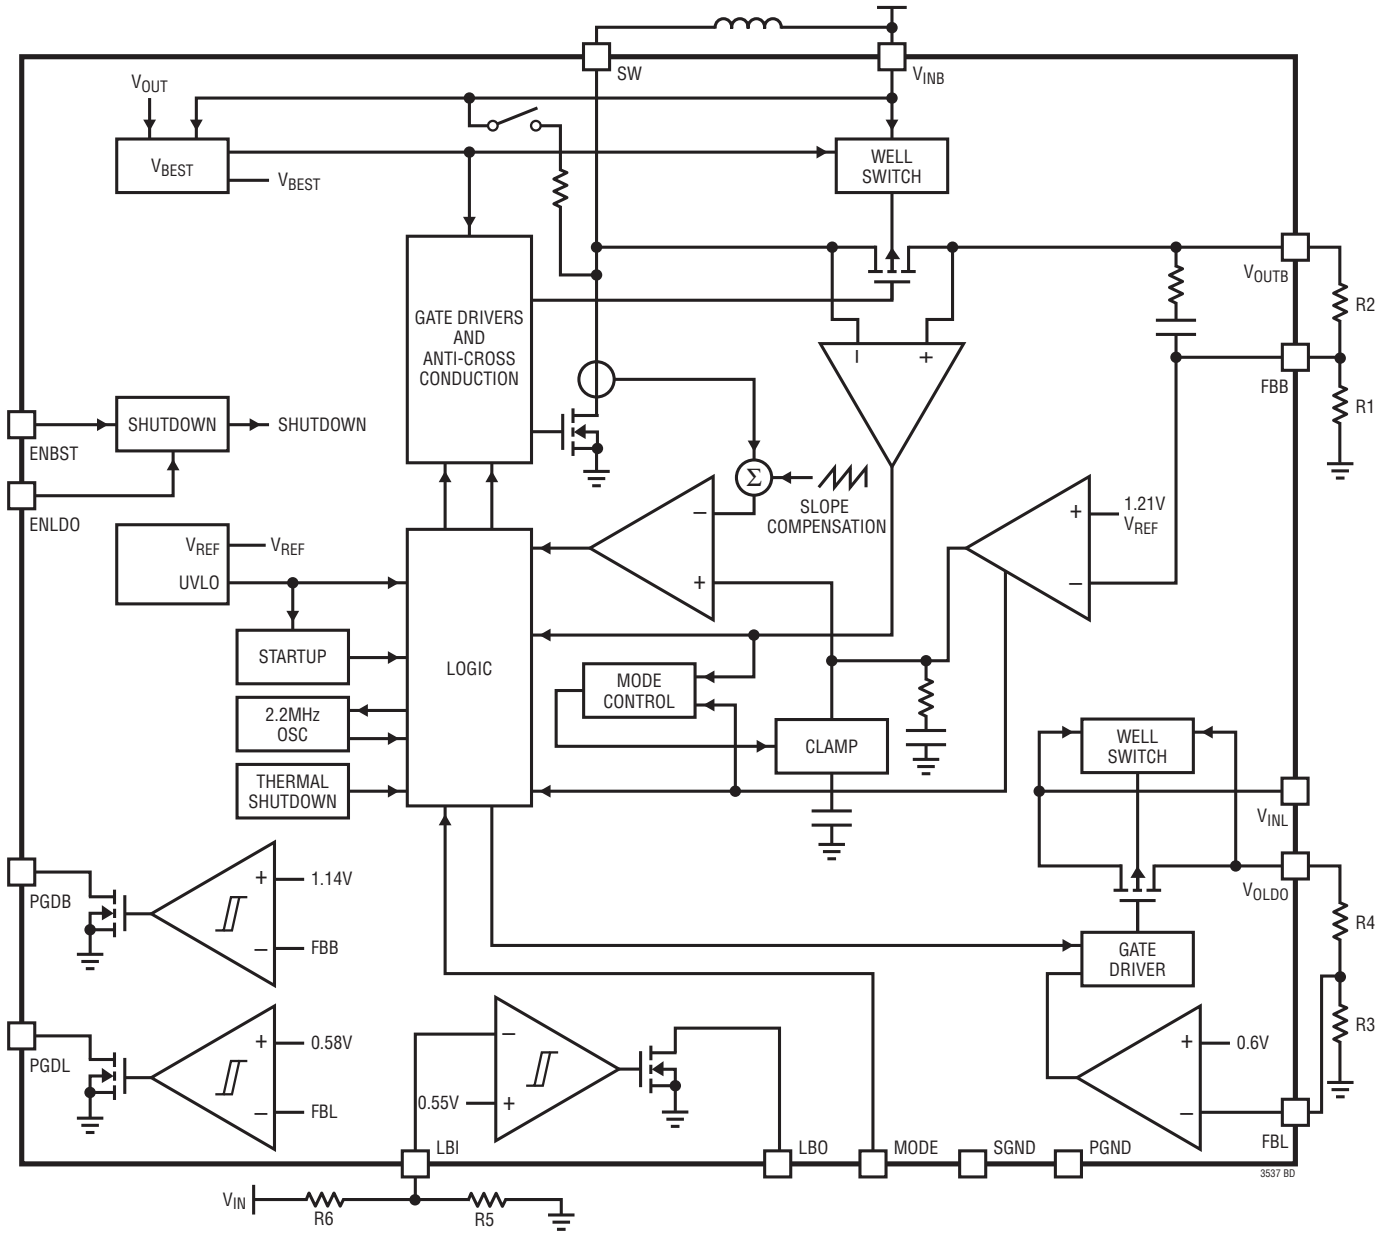 SW
VINB
VOUT
VBEST
VBEST
WELL
SWITCH
VOUTB
R2
GATE DRIVERS
AND
ANTI-CROSS
CONDUCTION
–
+
FBB
R1
ENBST
SHUTDOWN
SHUTDOWN
ENLDO
Σ
SLOPE
COMPENSATION
–
+
+
1.21V
VREF
–
VREF
VREF
UVLO
STARTUP
LOGIC
MODE
CONTROL
2.2MHz
OSC
CLAMP
WELL
SWITCH
THERMAL
SHUTDOWN
VINL
PGDB
+
1.14V
–
FBB
VOLDO
R4
GATE
DRIVER
PGDL
+
0.58V
–
FBL
–
0.55V
+
+
0.6V
–
R3
FBL
LBI
LBO
MODE
SGND
PGND
3537 BD
VIN
R6
R5